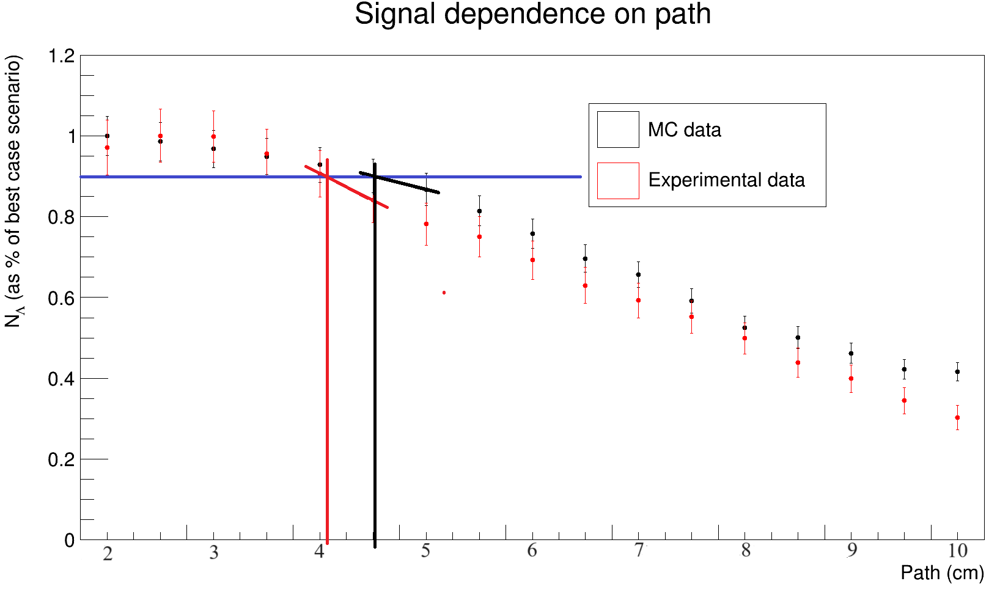 Signal dependence on path
N_Λ (as % of best case scenario)
1.2
1
0.8
0.6
0.4
0.2
0
MC data
Experimental data
2 3 4 5 6 7 8 9 10
Path (cm)